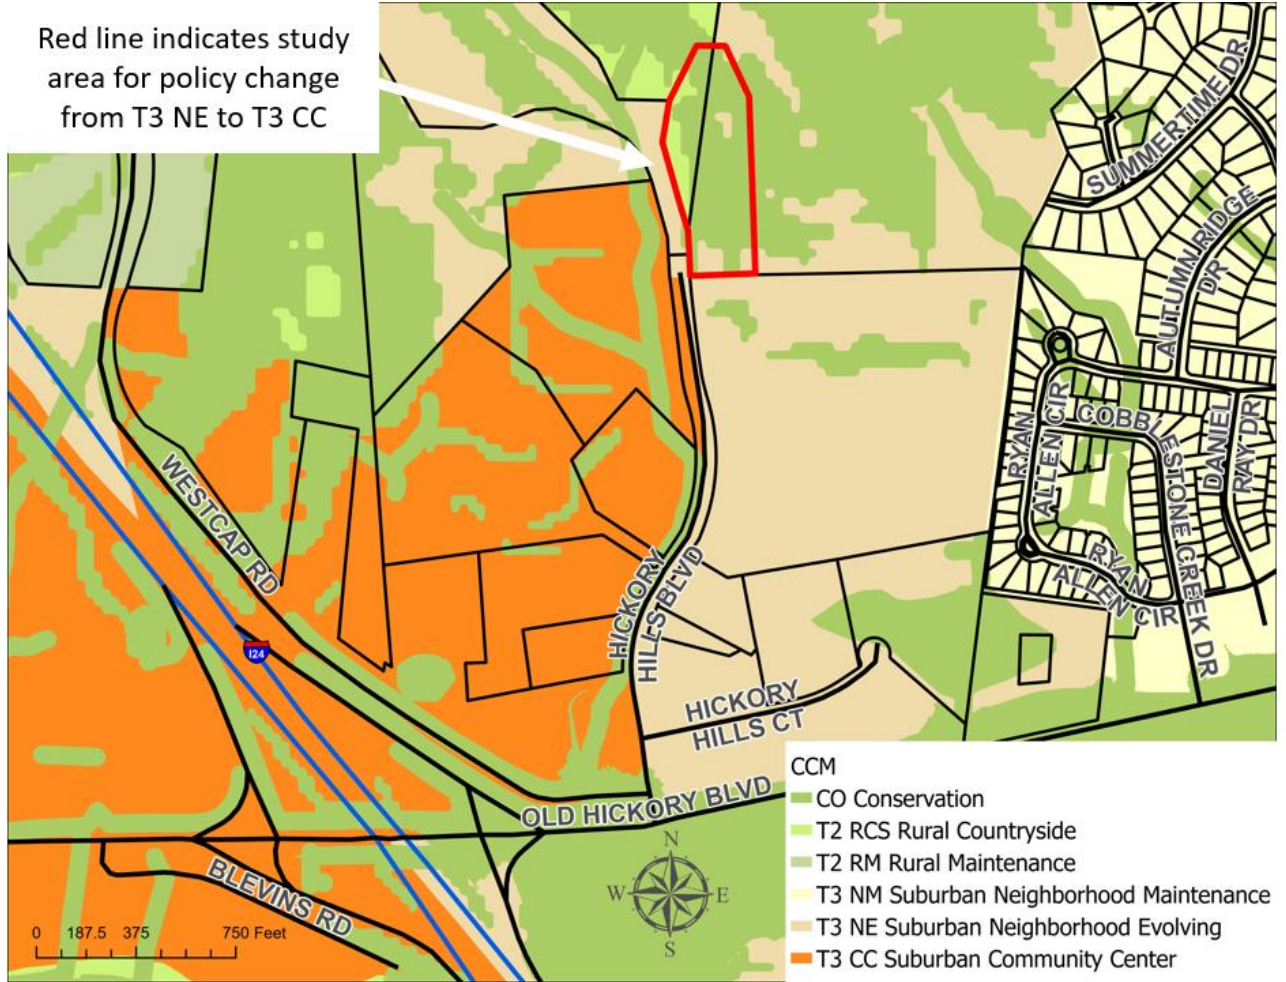 Red line indicates study
area for policy change
from T3 NE to T3 CC
SUMMERTIME DR
AUTUMN RIDGE
DR
RYAN
ALLEN CIR
COBBLESTONE CREEK DR
DANIEL
RAY DR
RYAN
ALLEN CIR
WESTCAP RD
HICKORY
HILLS BLVD
I24
HICKORY
HILLS CT
OLD HICKORY BLVD
BLEVINS RD
N
W E
S
0 187.5 375 750 Feet
CCM
CO Conservation
T2 RCS Rural Countryside
T2 RM Rural Maintenance
T3 NM Suburban Neighborhood Maintenance
T3 NE Suburban Neighborhood Evolving
T3 CC Suburban Community Center